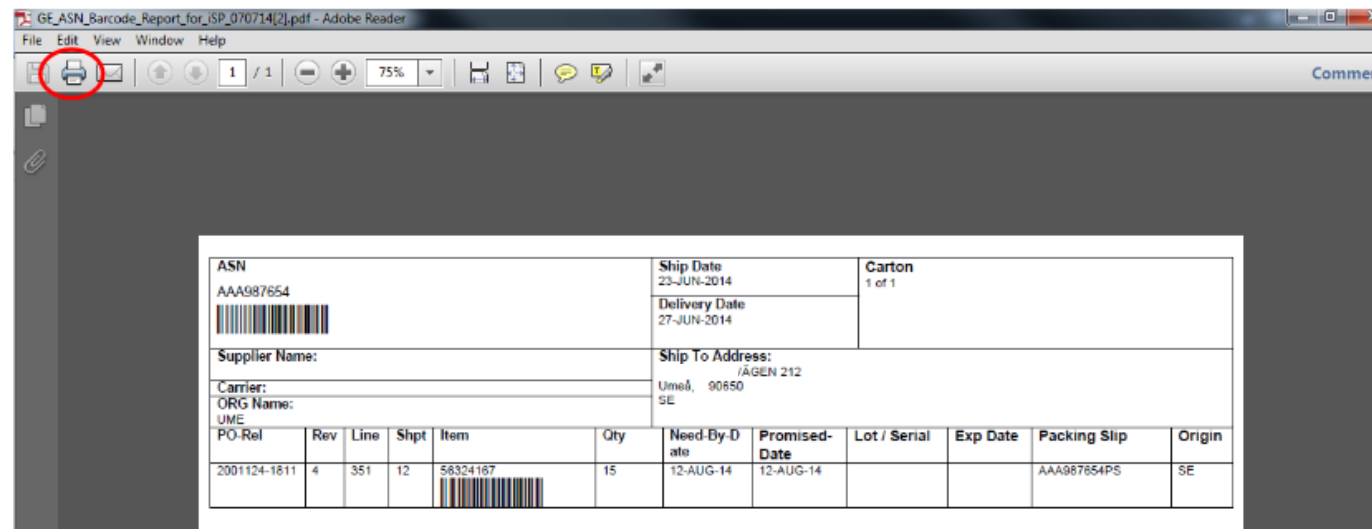 GE_ASN_Barcode_Report_for_iSP_070714[2].pdf - Adobe Reader
File Edit View Window Help
1 / 1 75% Commen
ASN
AAA987654
Ship Date
23-JUN-2014
Delivery Date
27-JUN-2014
Carton
1 of 1
Supplier Name:
Carrier:
ORG Name:
UME
Ship To Address:
/ÄGEN 212
Umeå, 90650
SE
PO-Rel Rev Line Shpt Item Qty Need-By-D Promised- Lot / Serial Exp Date Packing Slip Origin
ate Date
2001124-1811 4 351 12 56324167 15 12-AUG-14 12-AUG-14 AAA987654PS SE